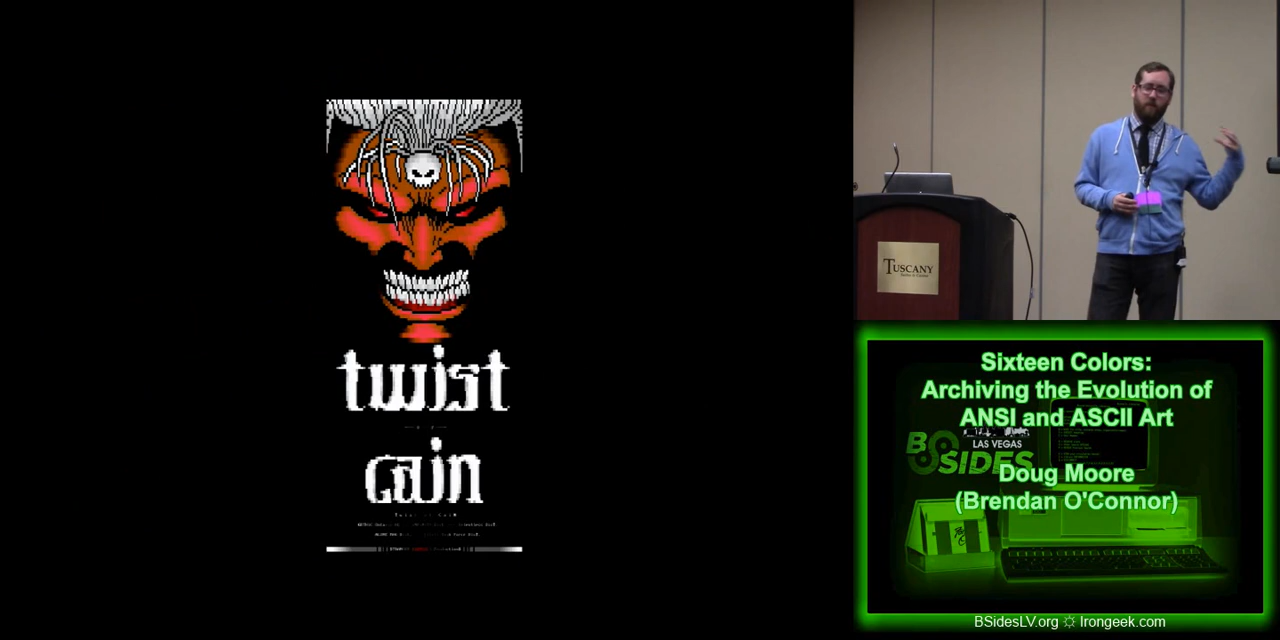 twist
cain
TUSCANY
Sixteen Colors:
Archiving the Evolution of
ANSI and ASCII Art
LAS VEGAS
BSIDES
Doug Moore
(Brendan O'Connor)
BSidesLV.org ☼ Irongeek.com